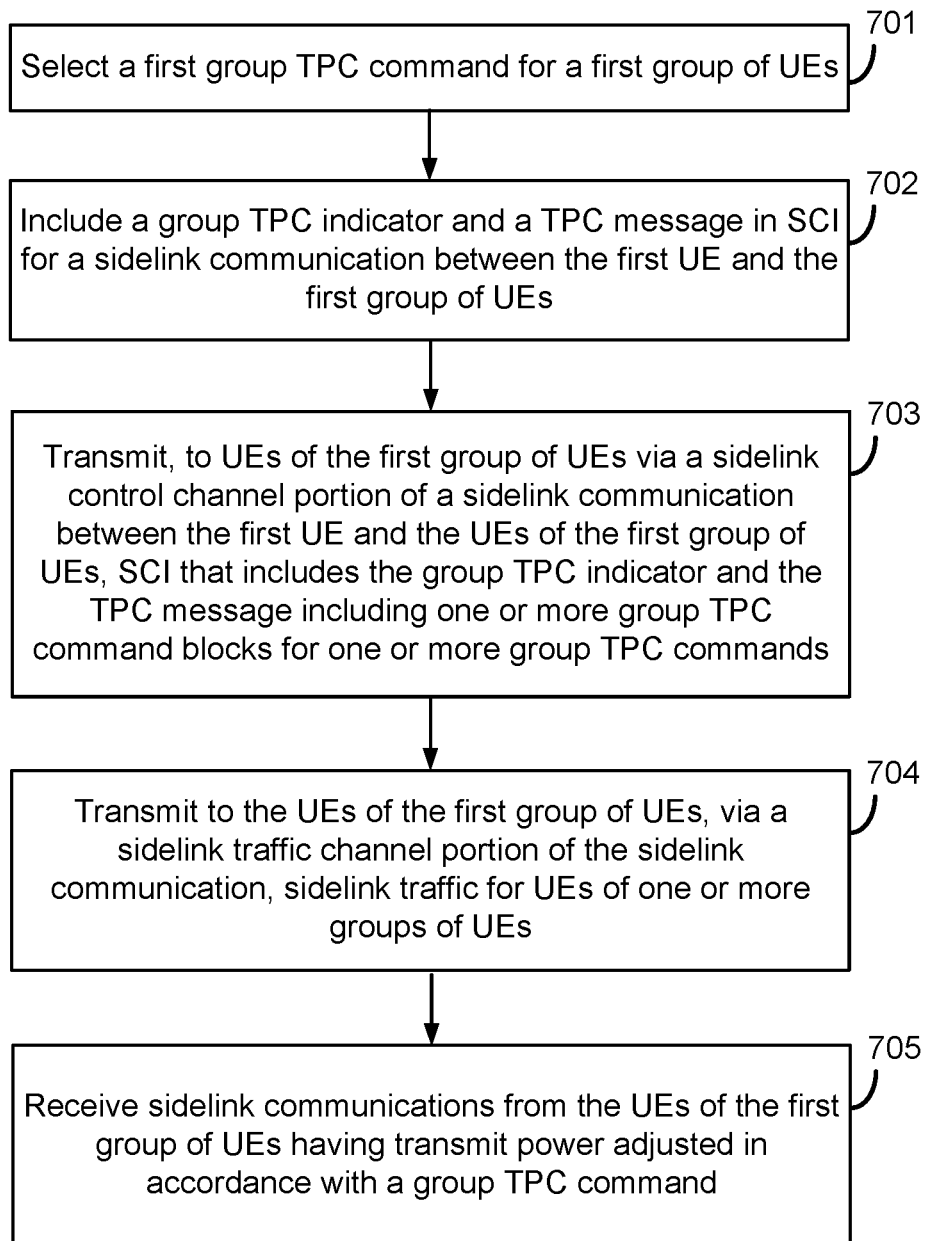 701
Select a first group TPC command for a first group of UEs
702
Include a group TPC indicator and a TPC message in SCI
for a sidelink communication between the first UE and the
first group of UEs
703
Transmit, to UEs of the first group of UEs via a sidelink
control channel portion of a sidelink communication
between the first UE and the UEs of the first group of
UEs, SCI that includes the group TPC indicator and the
TPC message including one or more group TPC
command blocks for one or more group TPC commands
704
Transmit to the UEs of the first group of UEs, via a
sidelink traffic channel portion of the sidelink
communication, sidelink traffic for UEs of one or more
groups of UEs
705
Receive sidelink communications from the UEs of the first
group of UEs having transmit power adjusted in
accordance with a group TPC command